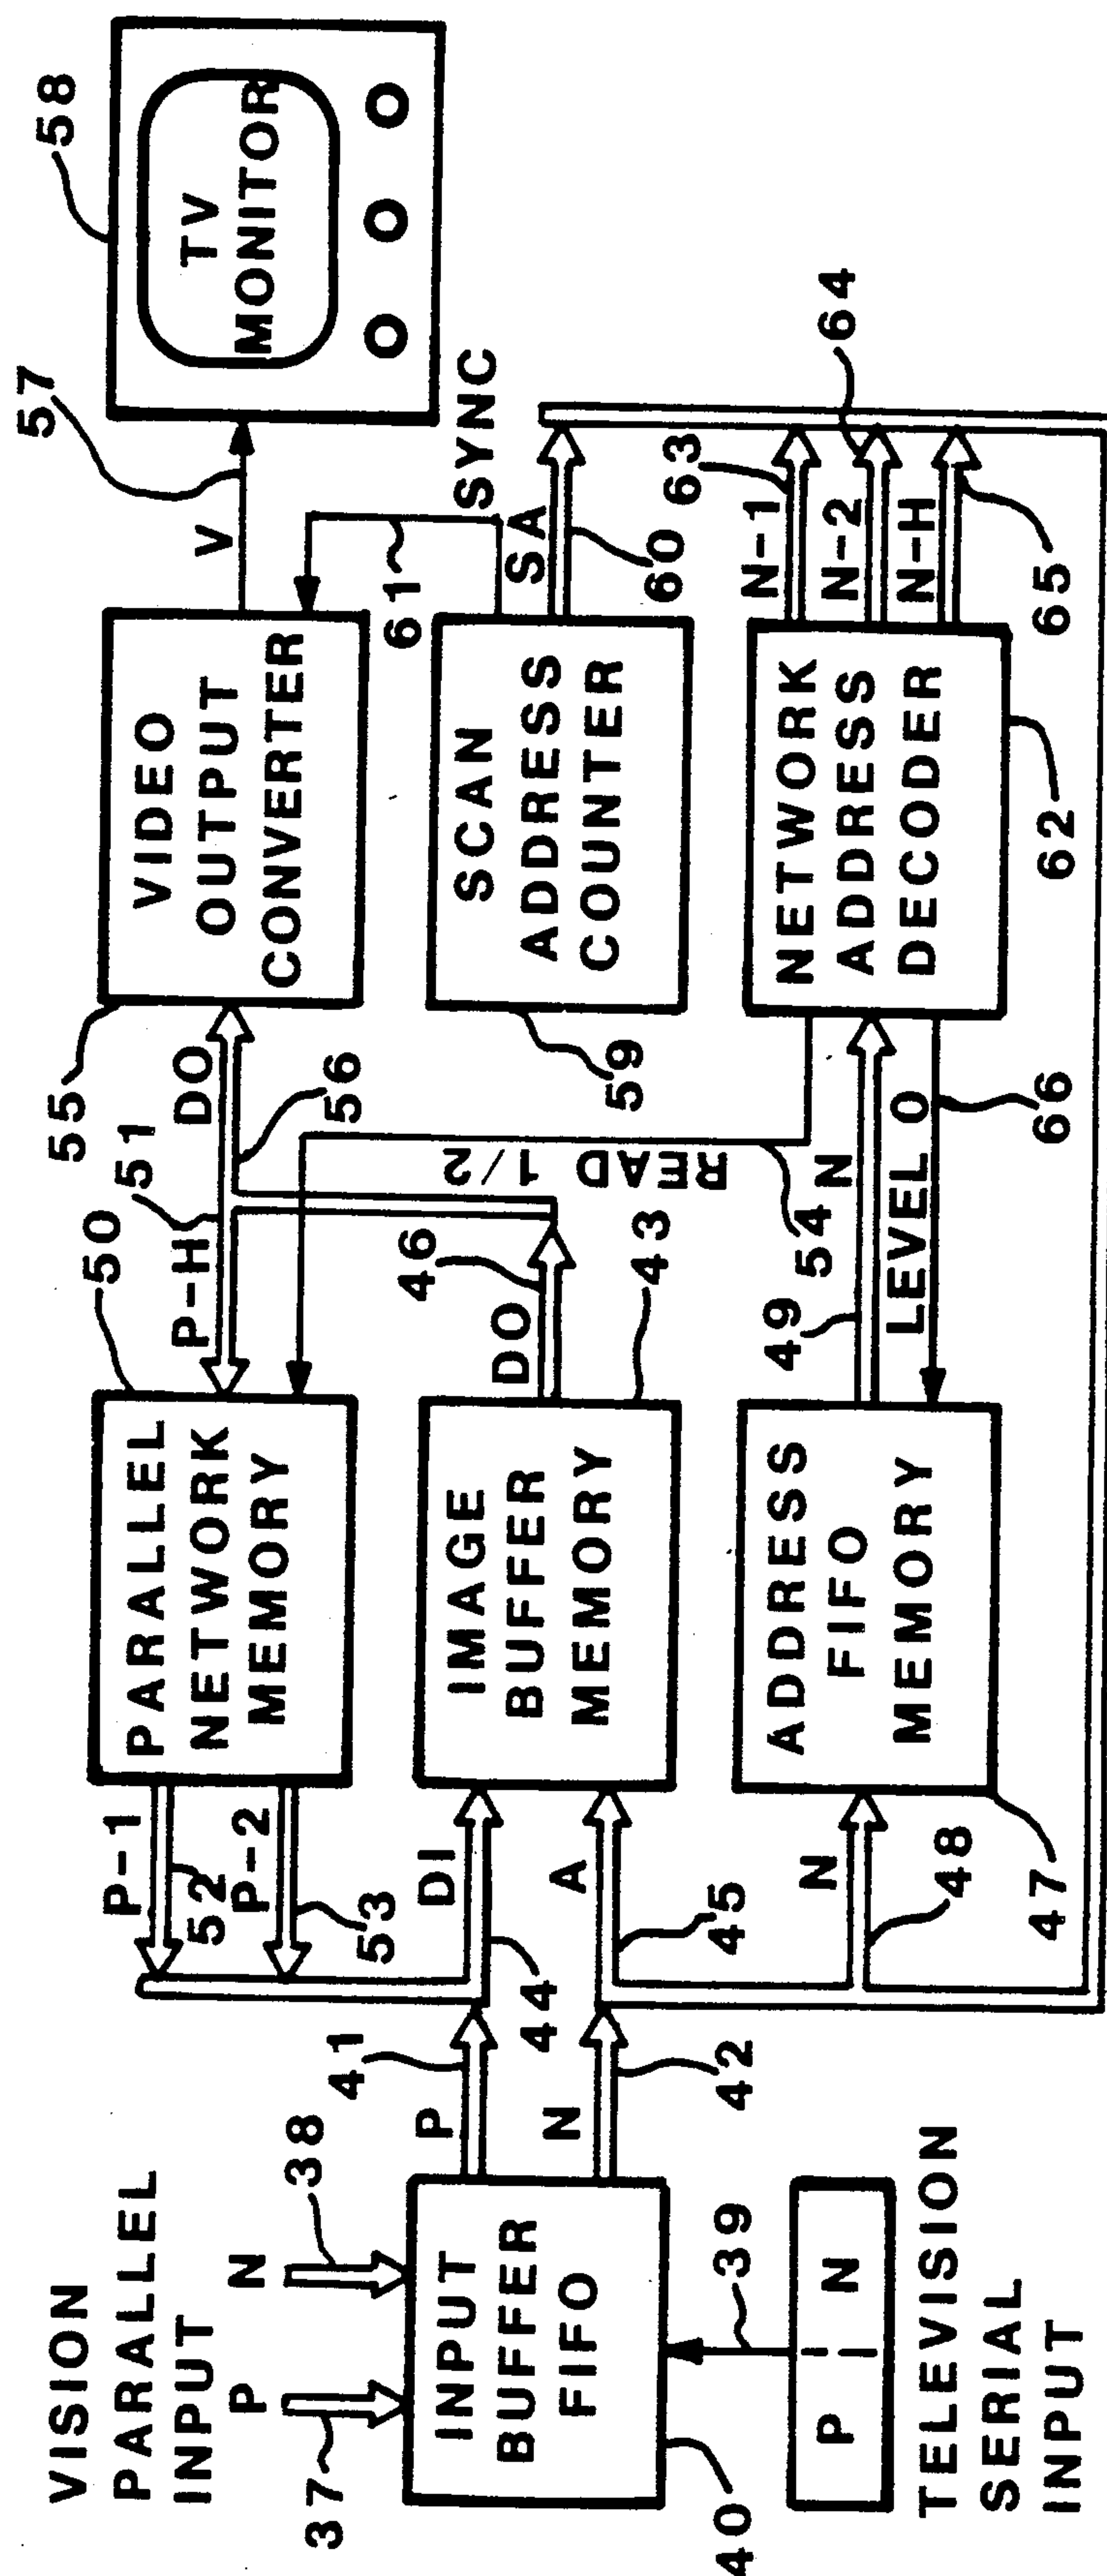 VISION
PARALLEL
INPUT
P
N
37
38
INPUT
BUFFER
FIFO
40
39
P
N
TELEVISION
SERIAL
INPUT
P
41
N
42
P-1
52
P-2
53
DI
44
A
45
N
48
PARALLEL
NETWORK
MEMORY
50
P-H
51
IMAGE
BUFFER
MEMORY
43
DO
46
ADDRESS
FIFO
MEMORY
47
49
N
LEVEL 0
66
READ 1/2
54
DO
56
VIDEO
OUTPUT
CONVERTER
55
SCAN
ADDRESS
COUNTER
59
NETWORK
ADDRESS
DECODER
62
V
57
61
SYNC
SA
60
N-1
63
N-2
64
N-H
65
TV
MONITOR
58